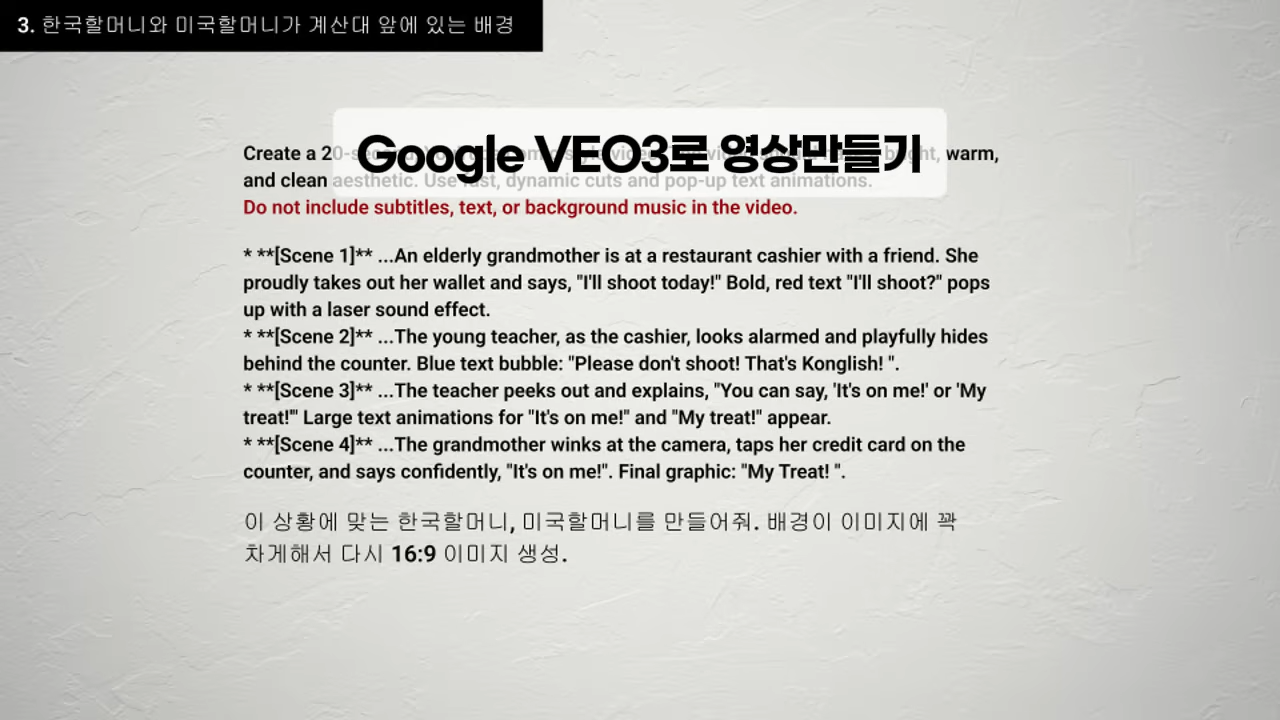 3. 한국할머니와 미국할머니가 계산대 앞에 있는 배경
Google VEO3로 영상만들기
Create a 20-second warm,
and clean aesthetic. Use fast, dynamic cuts and pop-up text animations.
Do not include subtitles, text, or background music in the video.
* **[Scene 1]** ...An elderly grandmother is at a restaurant cashier with a friend. She
proudly takes out her wallet and says, "I'll shoot today!" Bold, red text "I'll shoot?" pops
up with a laser sound effect.
* **[Scene 2]** ...The young teacher, as the cashier, looks alarmed and playfully hides
behind the counter. Blue text bubble: "Please don't shoot! That's Konglish! ".
* **[Scene 3]** ...The teacher peeks out and explains, "You can say, 'It's on me!' or 'My
treat!'" Large text animations for "It's on me!" and "My treat!" appear.
* **[Scene 4]** ...The grandmother winks at the camera, taps her credit card on the
counter, and says confidently, "It's on me!". Final graphic: "My Treat! ".
이 상황에 맞는 한국할머니, 미국할머니를 만들어줘. 배경이 이미지에 꽉
차게해서 다시 16:9 이미지 생성.